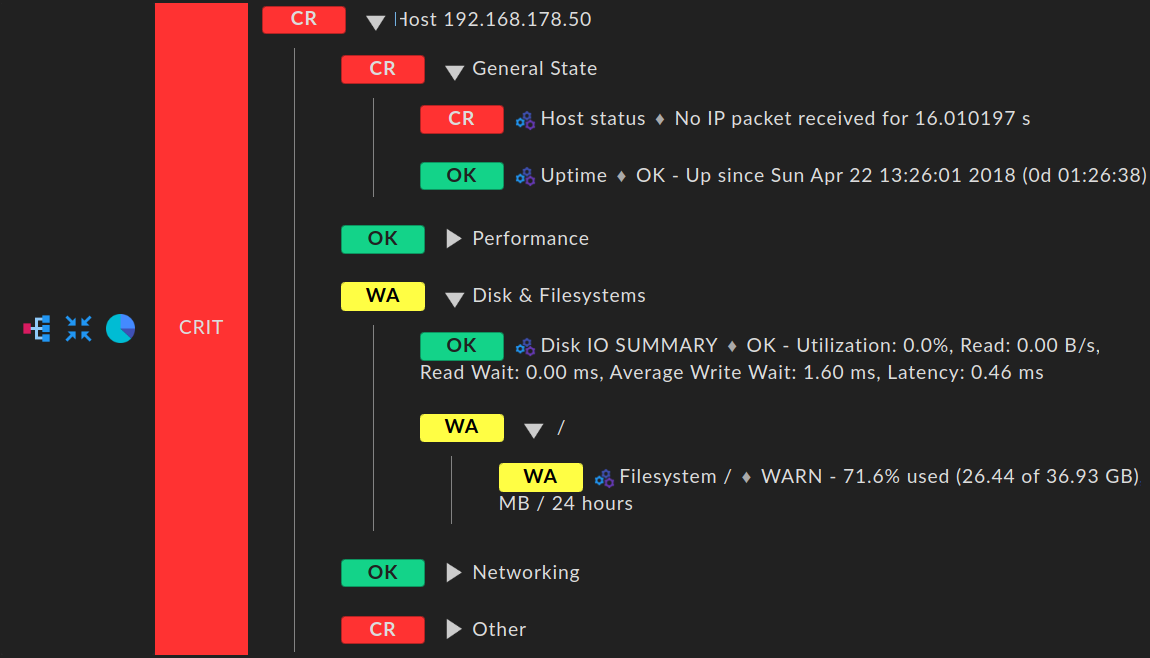 CR Host 192.168.178.50
CR General State
CR Host status ♦ No IP packet received for 16.010197 s
OK Uptime ♦ OK - Up since Sun Apr 22 13:26:01 2018 (0d 01:26:38)
OK Performance
WA Disk & Filesystems
CRIT
OK Disk IO SUMMARY ♦ OK - Utilization: 0.0%, Read: 0.00 B/s,
Read Wait: 0.00 ms, Average Write Wait: 1.60 ms, Latency: 0.46 ms
WA /
WA Filesystem / ♦ WARN - 71.6% used (26.44 of 36.93 GB)
MB / 24 hours
OK Networking
CR Other